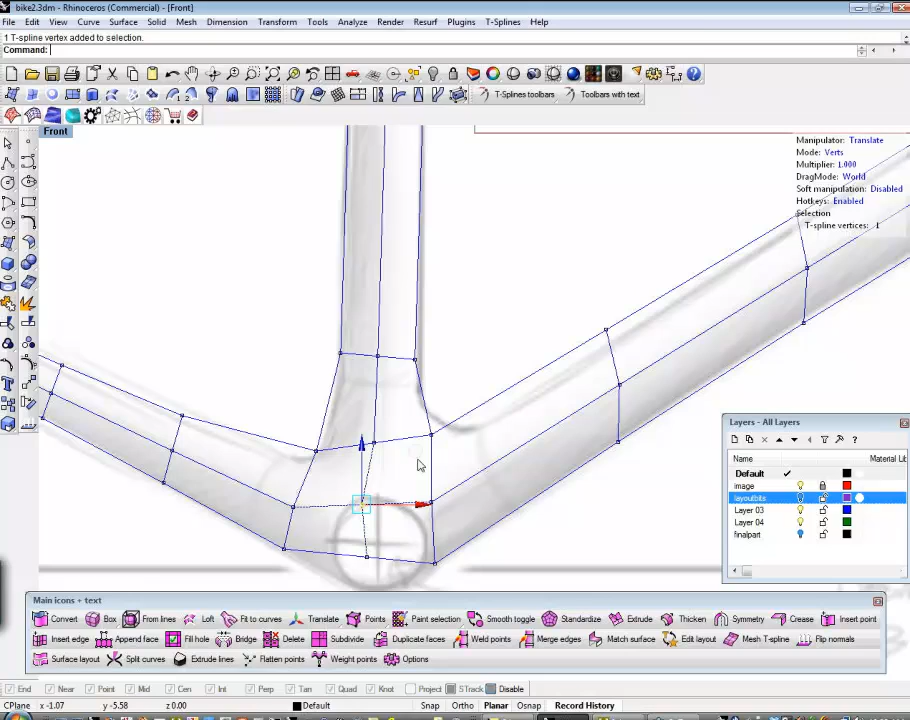 bike2.3dm - Rhinoceros (Commercial) - [Front]
File Edit View Curve Surface Solid Mesh Dimension Transform Tools Analyze Render Resurf Plugins T-Splines Help
1 T-spline vertex added to selection.
Command:
T-Splines toolbars Toolbars with text
Front
Manipulator: Translate
Mode: Verts
Multiplier: 1.000
DragMode: World
Soft manipulation: Disabled
Hotkeys: Enabled
Selection
T-spline vertices: 1
Layers - All Layers
Name Material Lib
Default
image
layoutbits
Layer 03
Layer 04
finalpart
Main icons + text
Convert Box From lines Loft Fit to curves Translate Points Paint selection Smooth toggle Standardize Extrude Thicken Symmetry Crease Insert point
Insert edge Append face Fill hole Bridge Delete Subdivide Duplicate faces Weld points Merge edges Match surface Edit layout Mesh T-spline Flip normals
Surface layout Split curves Extrude lines Flatten points Weight points Options
End Near Point Mid Cen Int Perp Tan Quad Knot Project STrack Disable
CPlane x -1.07 y -5.58 z 0.00 Default Snap Ortho Planar Osnap Record History